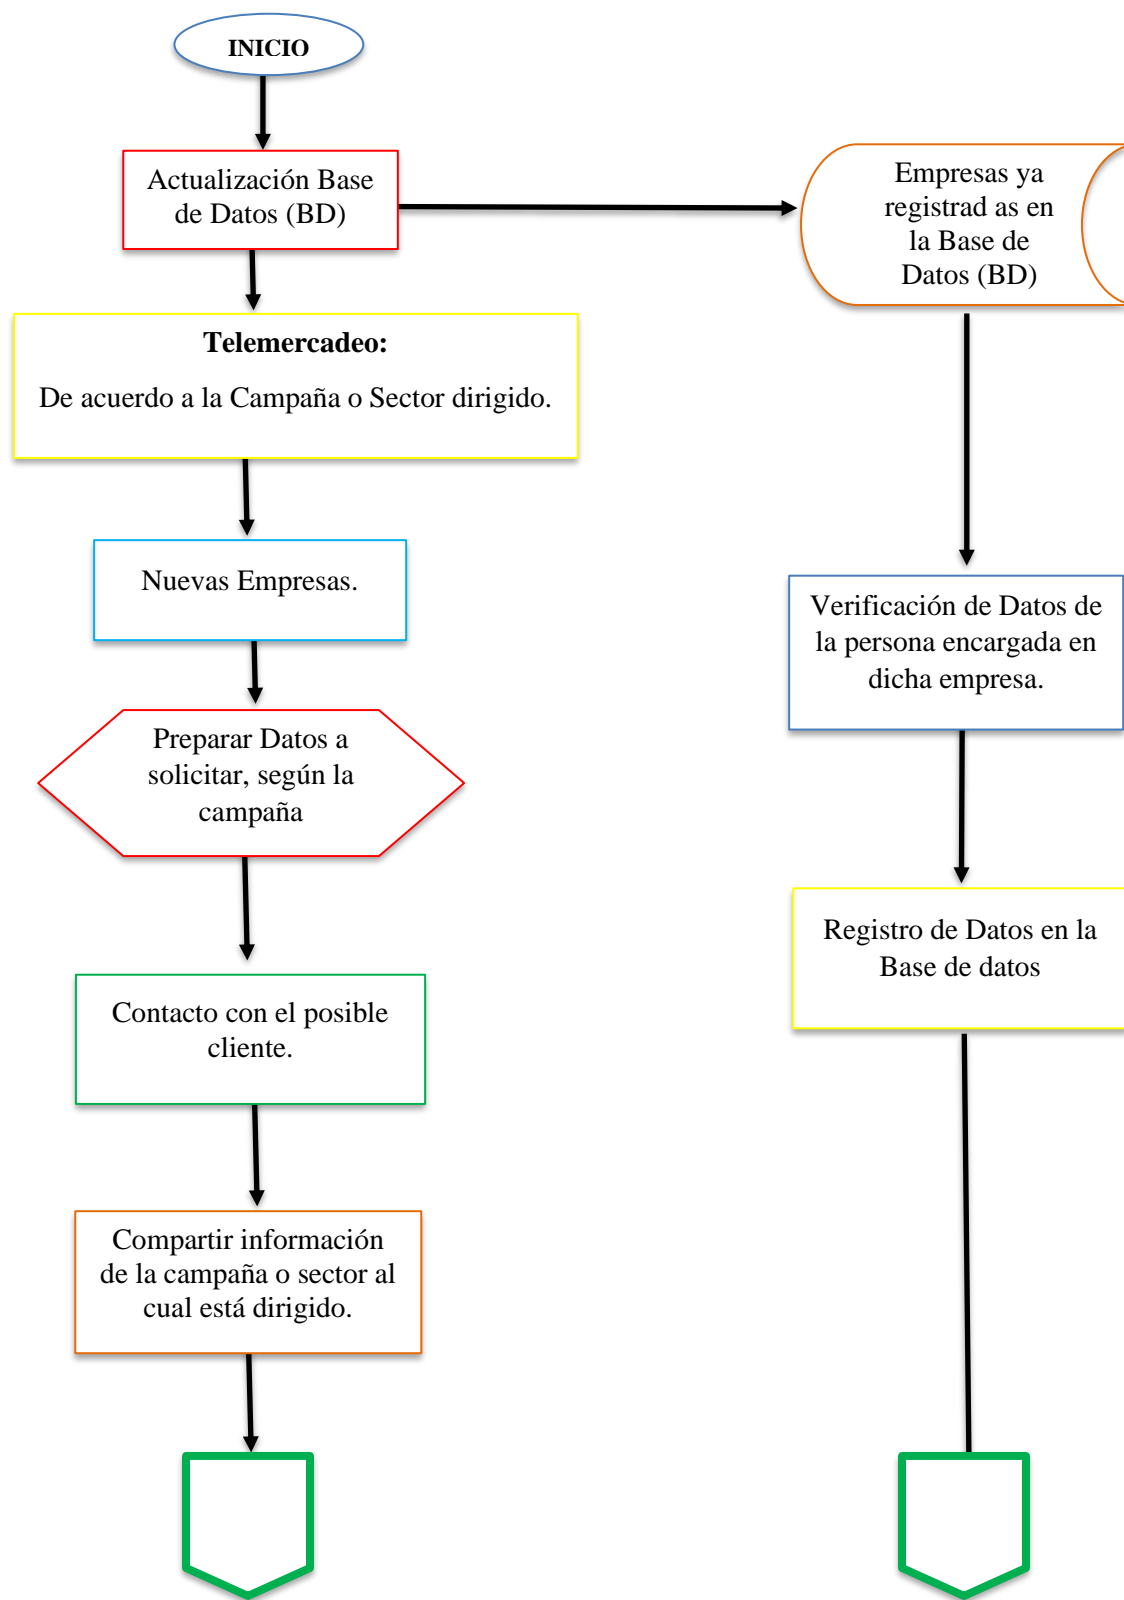 INICIO
Actualización Base
de Datos (BD)
Empresas ya
registrad as en
la Base de
Datos (BD)
Telemercadeo:
De acuerdo a la Campaña o Sector dirigido.
Nuevas Empresas.
Verificación de Datos de
la persona encargada en
dicha empresa.
Preparar Datos a
solicitar, según la
campaña
Registro de Datos en la
Base de datos
Contacto con el posible
cliente.
Compartir información
de la campaña o sector al
cual está dirigido.